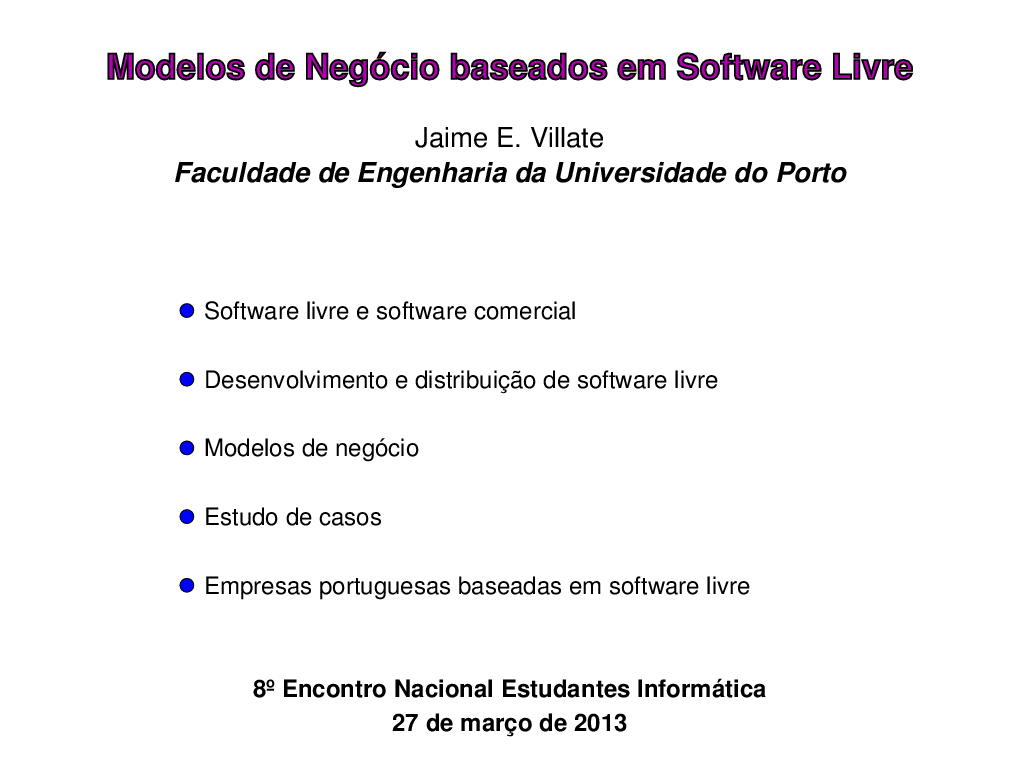 Modelos de Negócio baseados em Software Livre
Jaime E. Villate
Faculdade de Engenharia da Universidade do Porto
Software livre e software comercial
Desenvolvimento e distribuição de software livre
Modelos de negócio
Estudo de casos
Empresas portuguesas baseadas em software livre
8º Encontro Nacional Estudantes Informática
27 de março de 2013